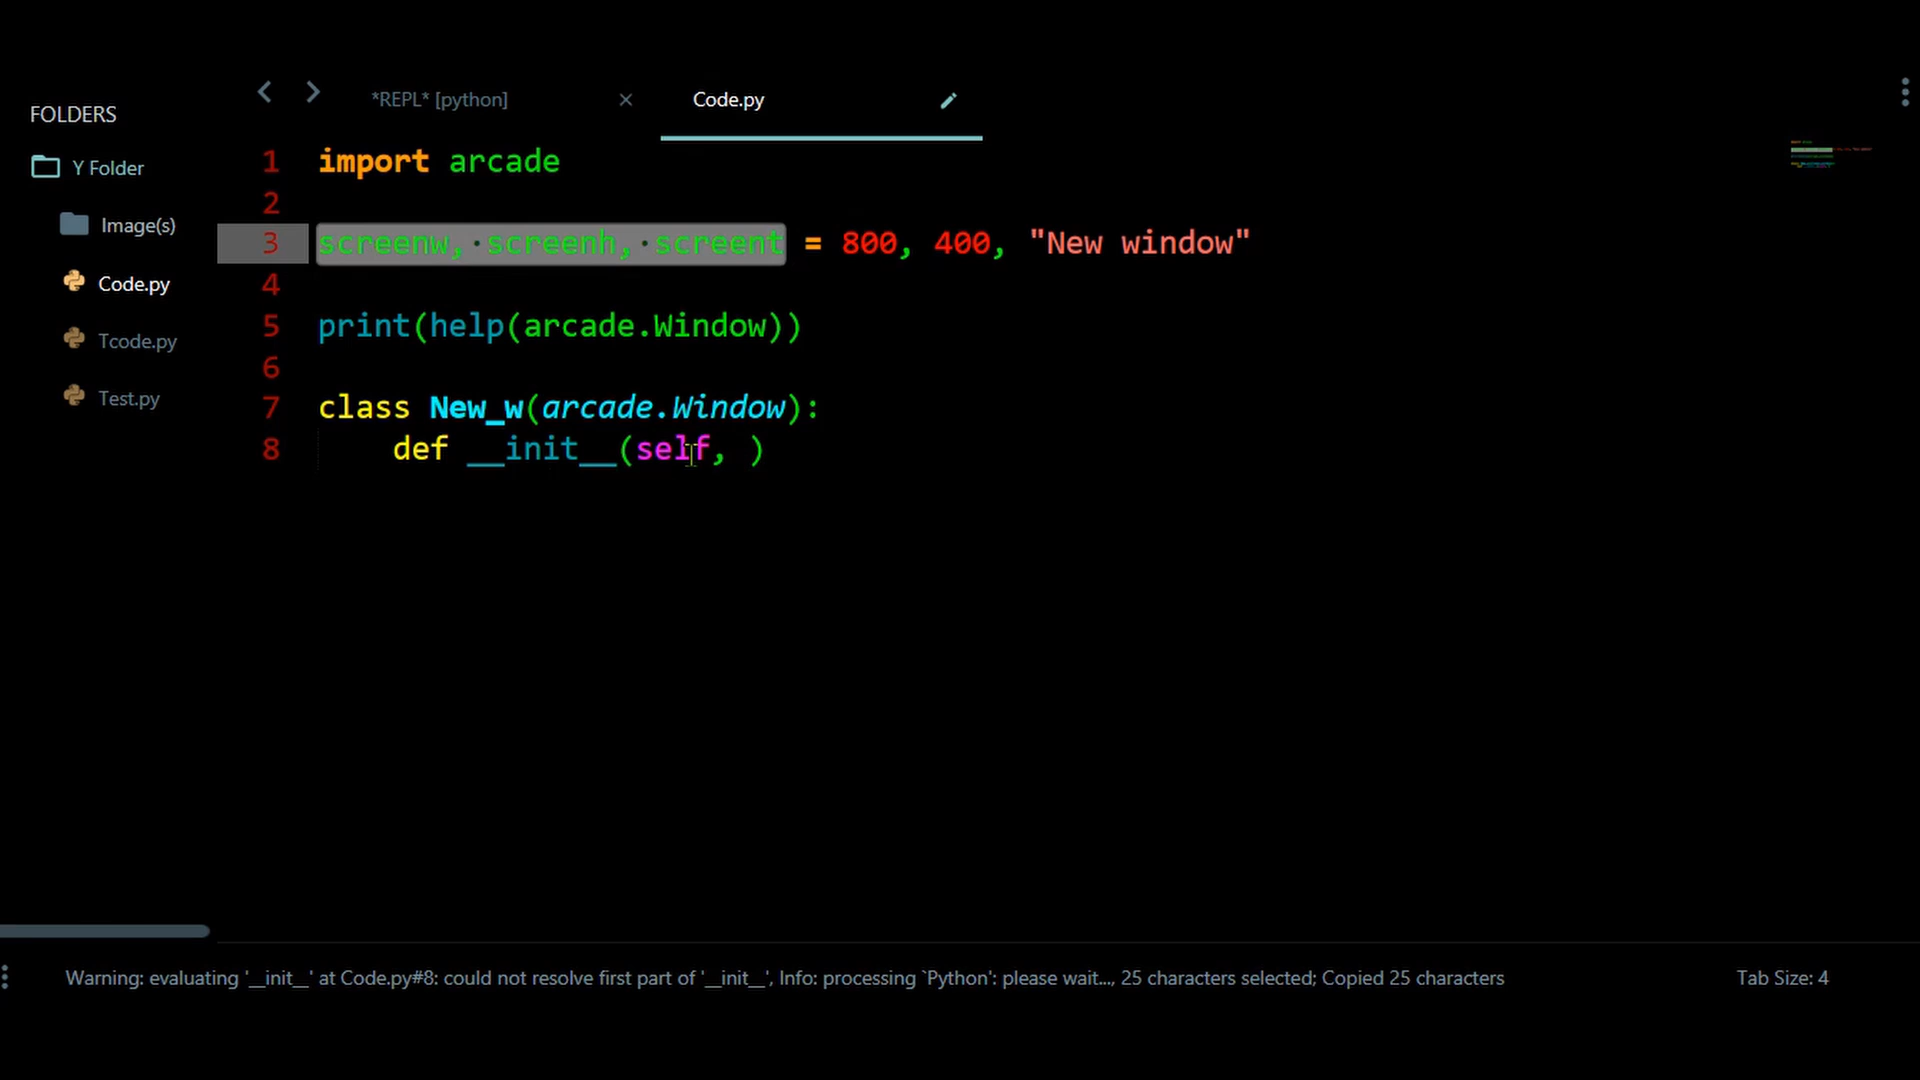 *REPL* [python] × Code.py
FOLDERS
Y Folder
Image(s)
Code.py
Tcode.py
Test.py
1 import arcade
2
3 screenw, screenh, screent = 800, 400, "New window"
4
5 print(help(arcade.Window))
6
7 class New_w(arcade.Window):
8 def __init__(self, )
Warning: evaluating '__init__' at Code.py#8: could not resolve first part of '__init__', Info: processing `Python': please wait..., 25 characters selected; Copied 25 characters
Tab Size: 4